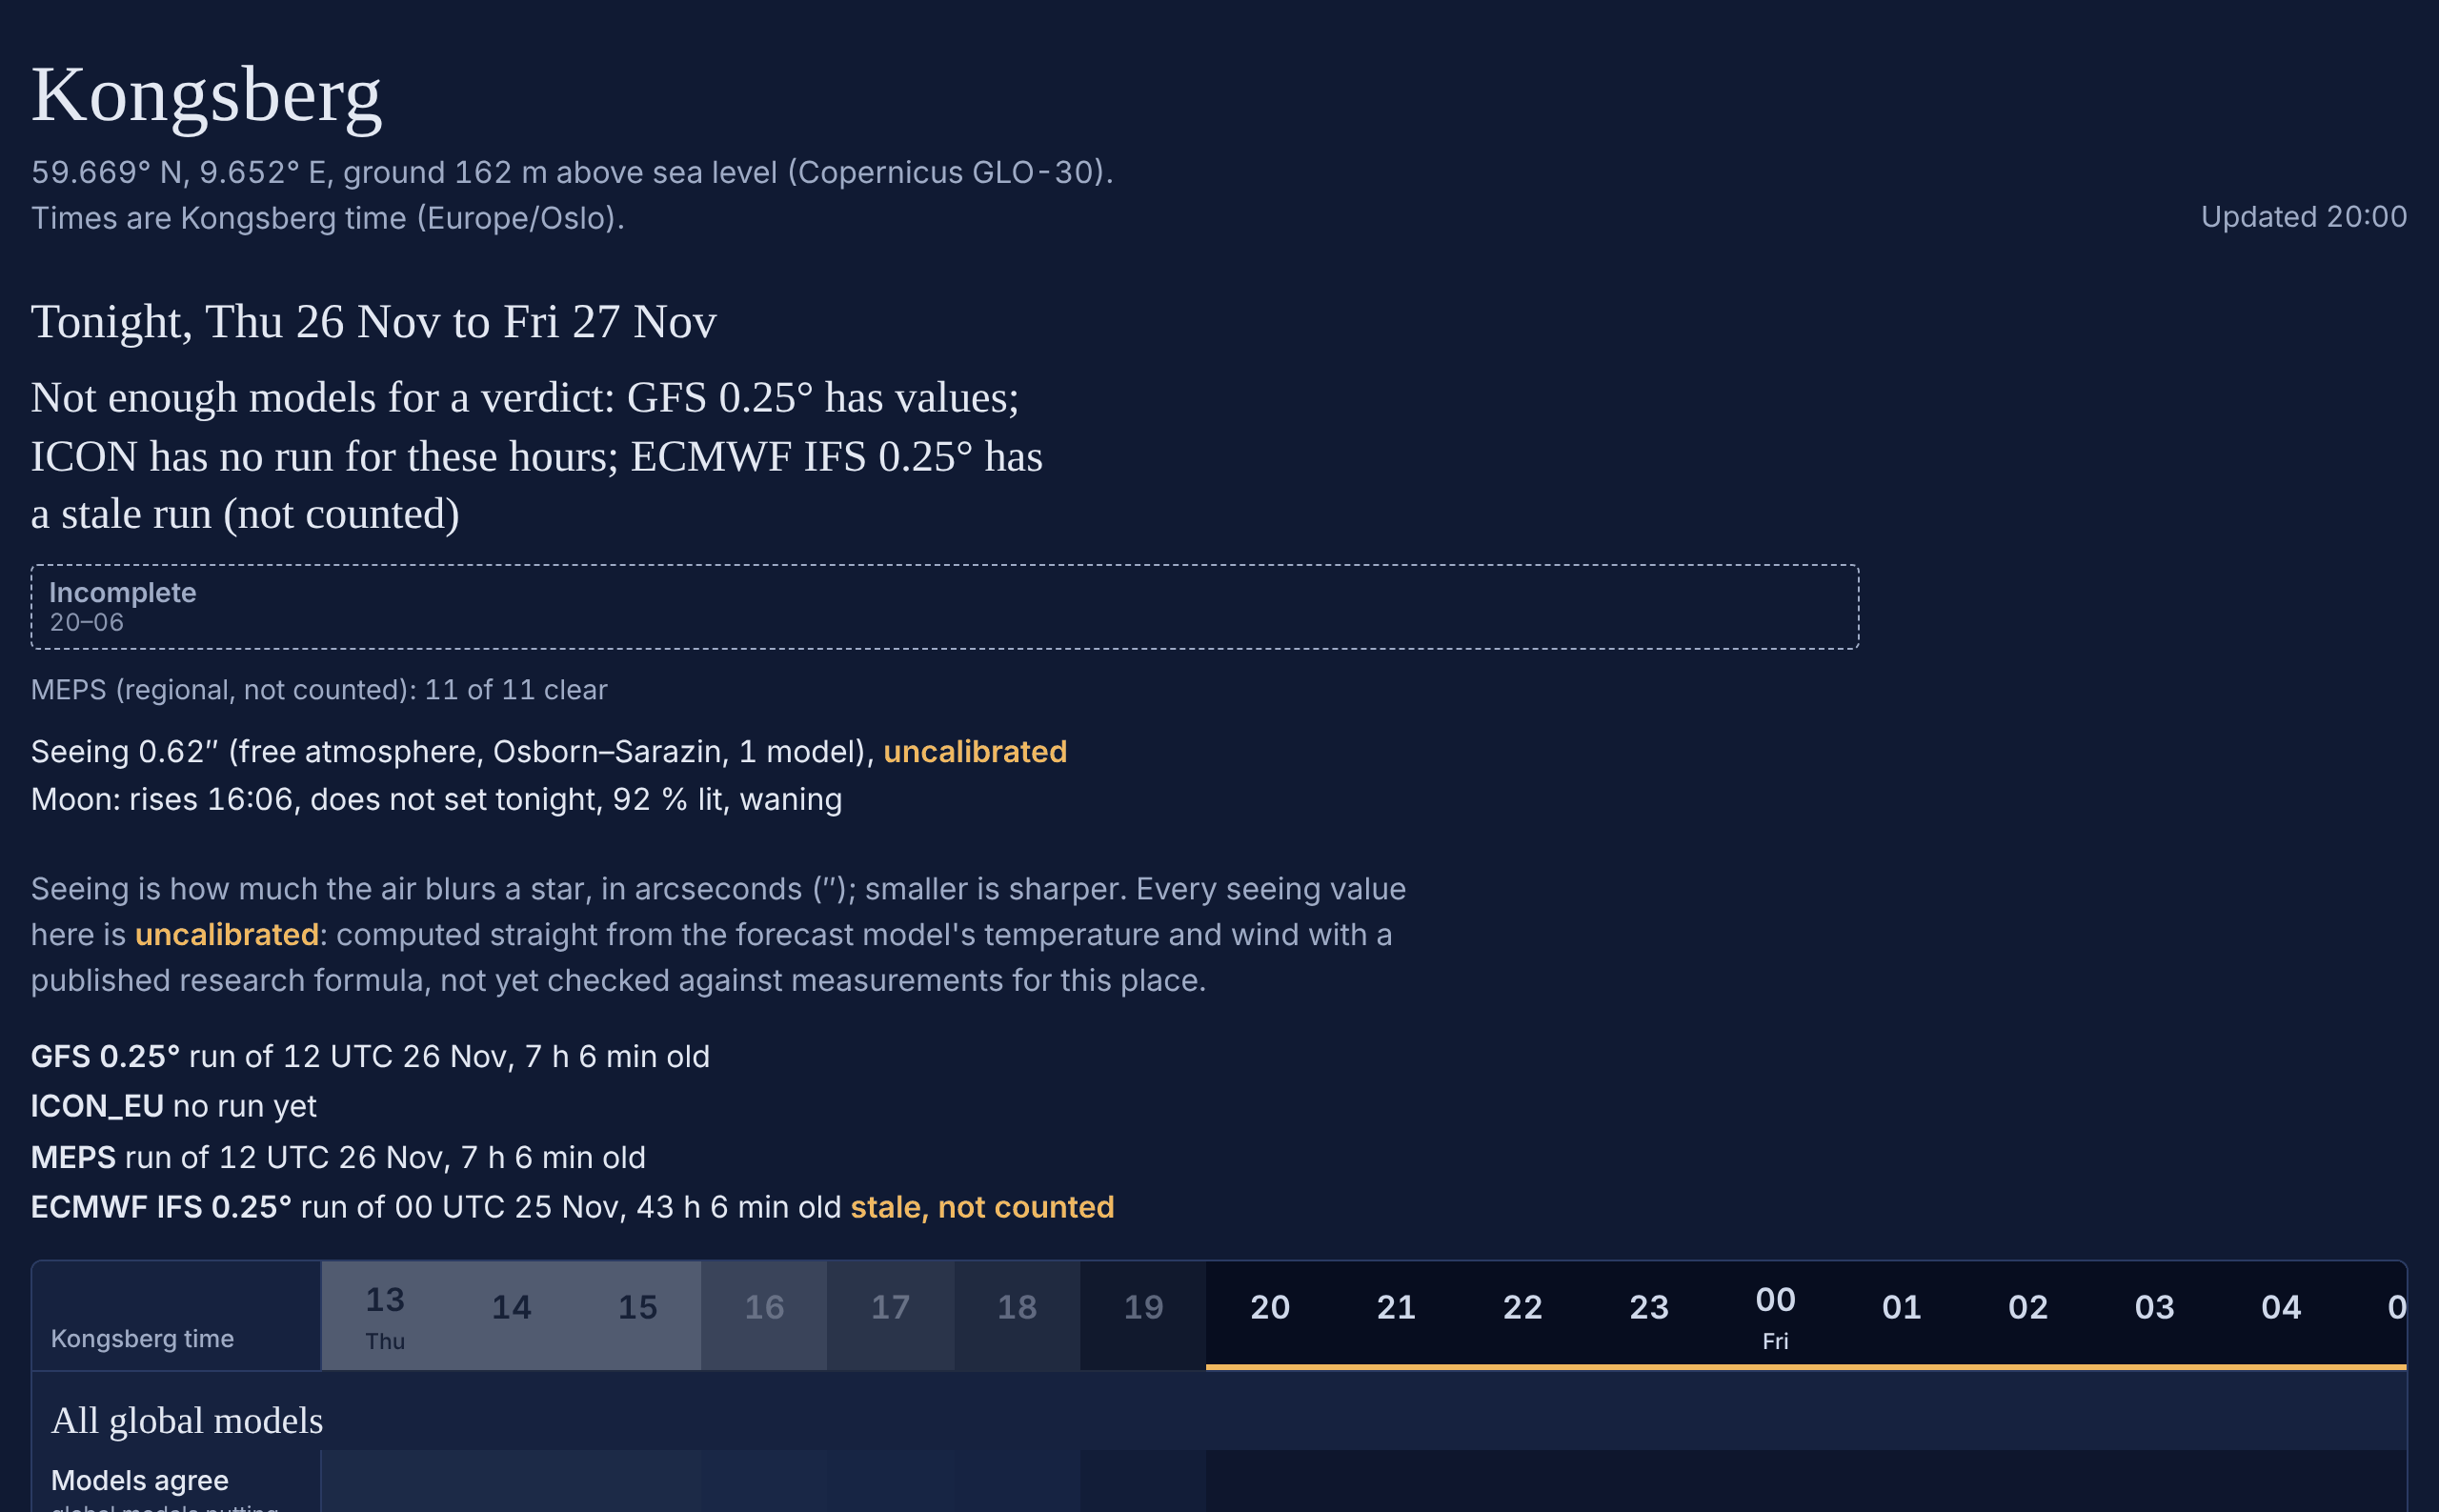 Kongsberg
59.669° N, 9.652° E, ground 162 m above sea level (Copernicus GLO-30).
Times are Kongsberg time (Europe/Oslo).
Updated 20:00
Tonight, Thu 26 Nov to Fri 27 Nov
Not enough models for a verdict: GFS 0.25° has values;
ICON has no run for these hours; ECMWF IFS 0.25° has
a stale run (not counted)
Incomplete
20–06
MEPS (regional, not counted): 11 of 11 clear
Seeing 0.62″ (free atmosphere, Osborn–Sarazin, 1 model), uncalibrated
Moon: rises 16:06, does not set tonight, 92 % lit, waning
Seeing is how much the air blurs a star, in arcseconds (″); smaller is sharper. Every seeing value
here is uncalibrated: computed straight from the forecast model's temperature and wind with a
published research formula, not yet checked against measurements for this place.
GFS 0.25° run of 12 UTC 26 Nov, 7 h 6 min old
ICON_EU no run yet
MEPS run of 12 UTC 26 Nov, 7 h 6 min old
ECMWF IFS 0.25° run of 00 UTC 25 Nov, 43 h 6 min old stale, not counted
Kongsberg time 13 14 15 16 17 18 19 20 21 22 23 00 01 02 03 04 0
Thu Fri
All global models
Models agree